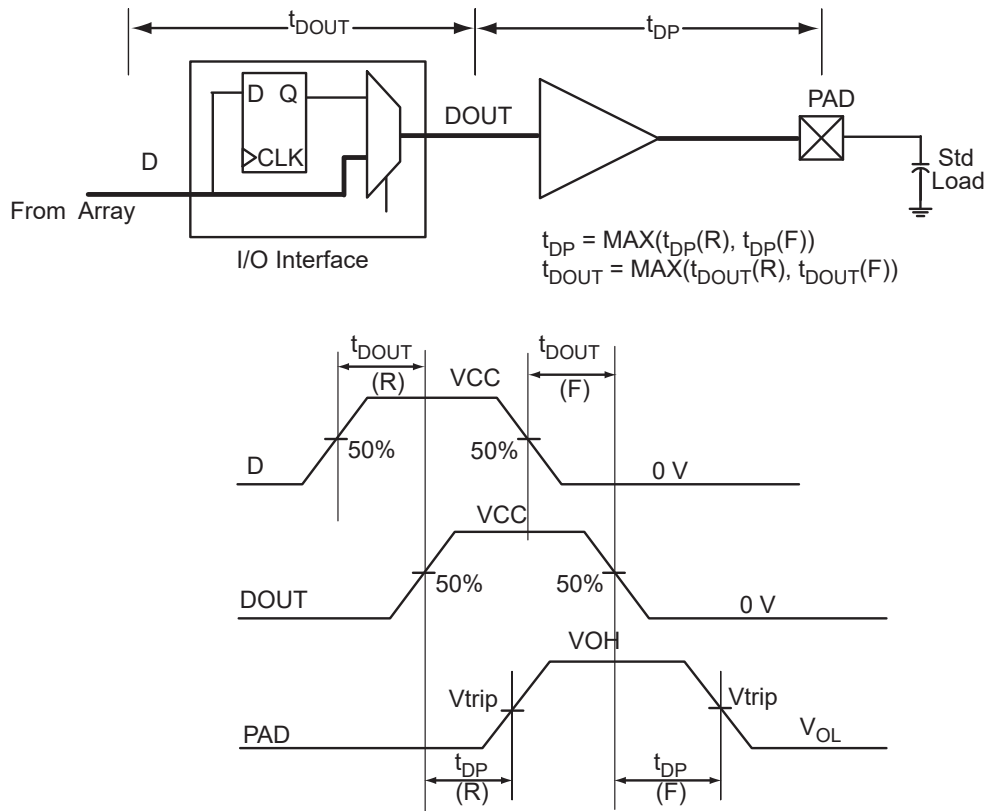 tDOUT
tDP
D Q
CLK
DOUT
PAD
D
From Array
Std
Load
I/O Interface
tDP = MAX(tDP(R), tDP(F))
tDOUT = MAX(tDOUT(R), tDOUT(F))
tDOUT
(R)
VCC
tDOUT
(F)
50%
50%
D
0 V
VCC
50%
50%
DOUT
0 V
VOH
Vtrip
Vtrip
PAD
VOL
tDP
(R)
tDP
(F)